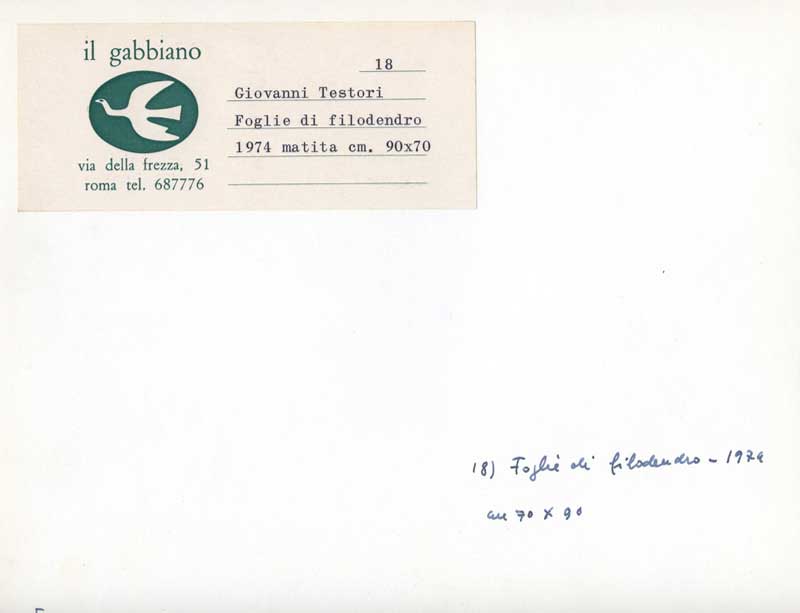 il gabbiano
via della frezza, 51
roma tel. 687776
18
Giovanni Testori
Foglie di filodendro
1974 matita cm. 90x70
18) Foglie di filodendro - 1974
cm 70 x 90